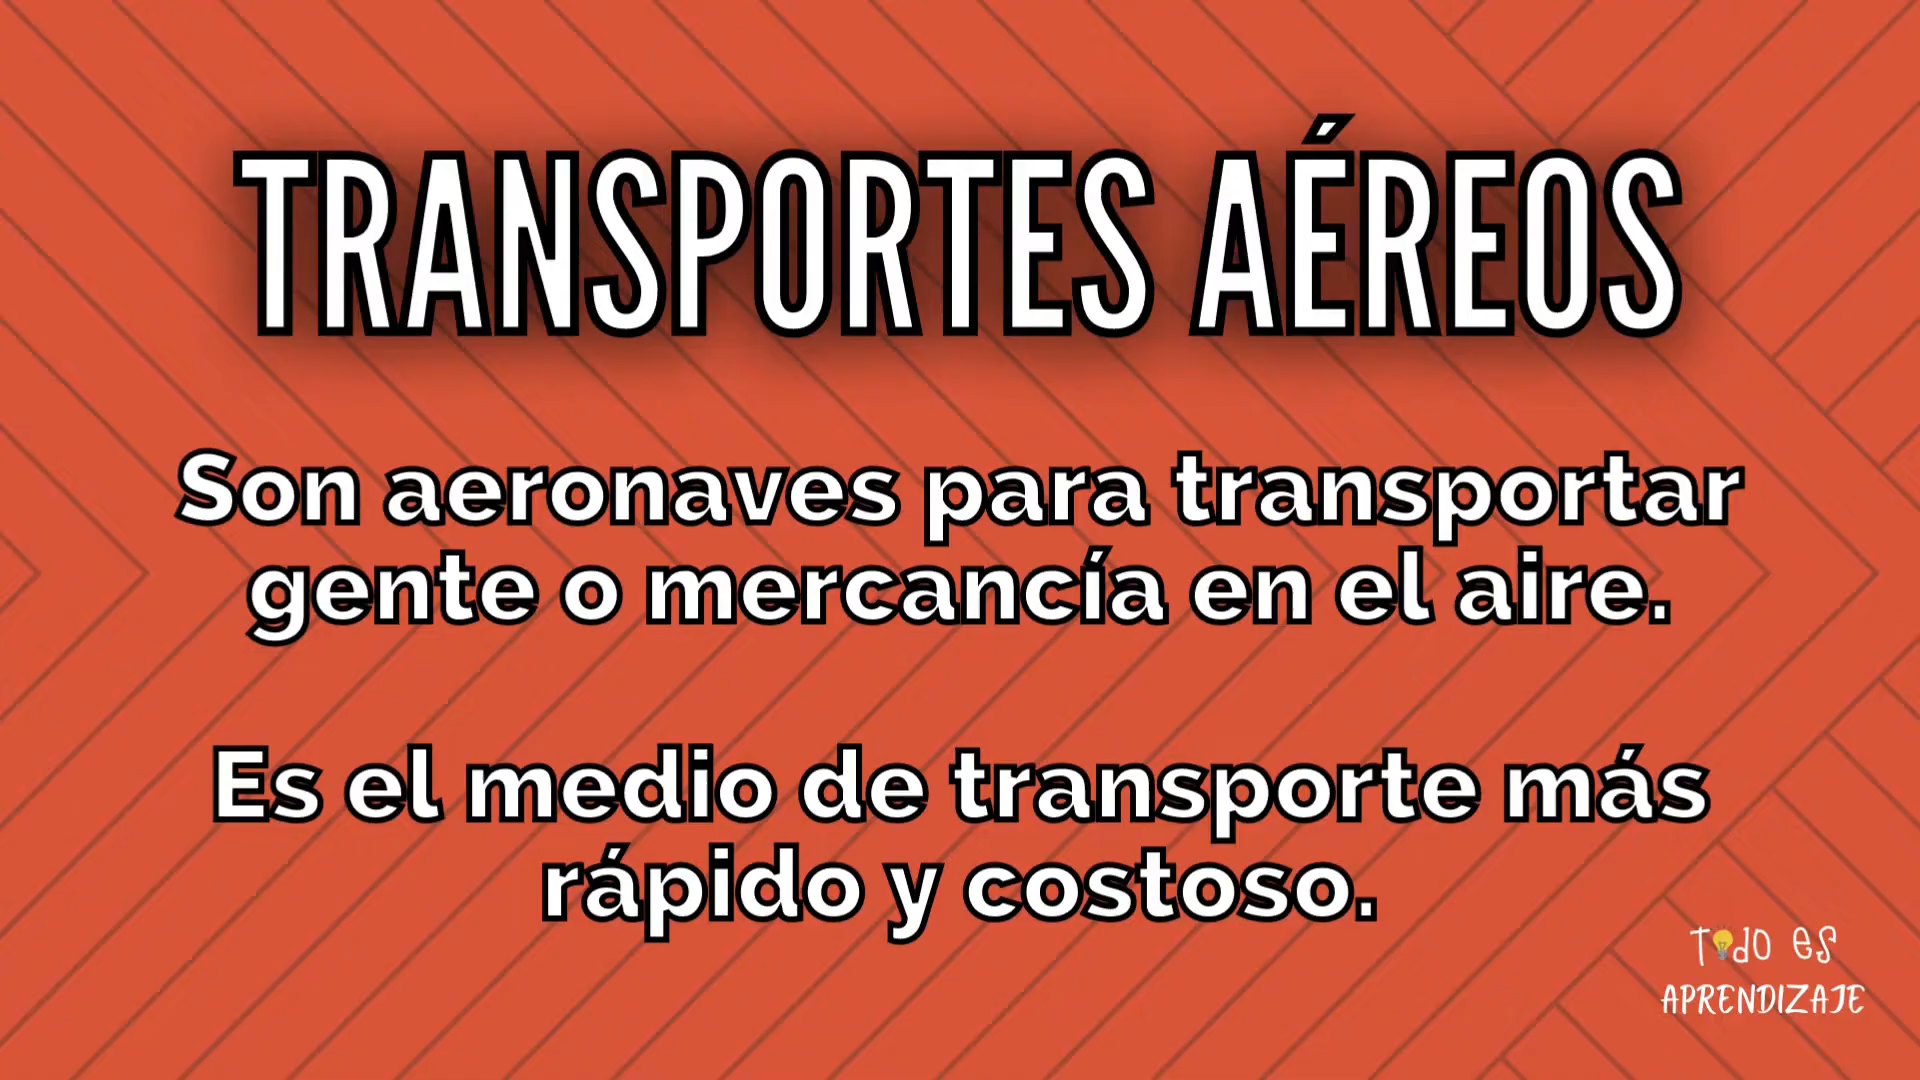 TRANSPORTES AÉREOS
Son aeronaves para transportar
gente o mercancía en el aire.
Es el medio de transporte más
rápido y costoso.
Todo es
APRENDIZAJE